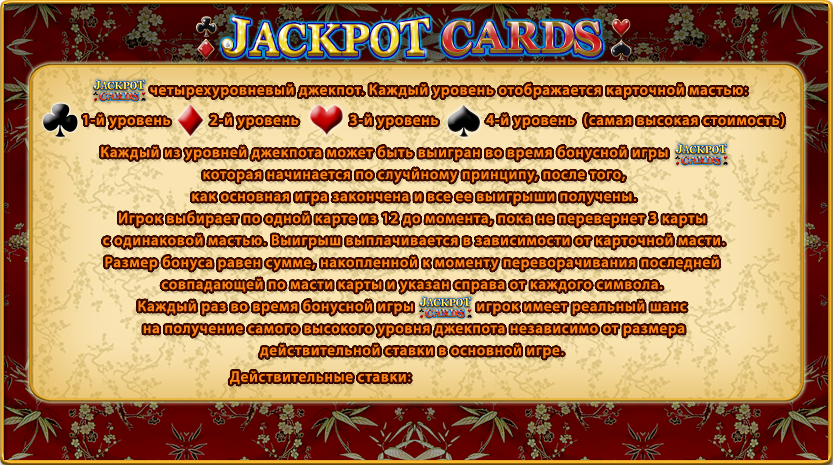 JACKPOT CARDS
JACKPOT CARDS четырехуровневый джекпот. Каждый уровень отображается карточной мастью:
1-й уровень 2-й уровень 3-й уровень 4-й уровень (самая высокая стоимость)
Каждый из уровней джекпота может быть выигран во время бонусной игры JACKPOT CARDS
которая начинается по случйному принципу, после того,
как основная игра закончена и все ее выигрыши получены.
Игрок выбирает по одной карте из 12 до момента, пока не перевернет 3 карты
с одинаковой мастью. Выигрыш выплачивается в зависимости от карточной масти.
Размер бонуса равен сумме, накопленной к моменту переворачивания последней
совпадающей по масти карты и указан справа от каждого символа.
Каждый раз во время бонусной игры JACKPOT CARDS игрок имеет реальный шанс
на получение самого высокого уровня джекпота независимо от размера
действительной ставки в основной игре.
Действительные ставки: